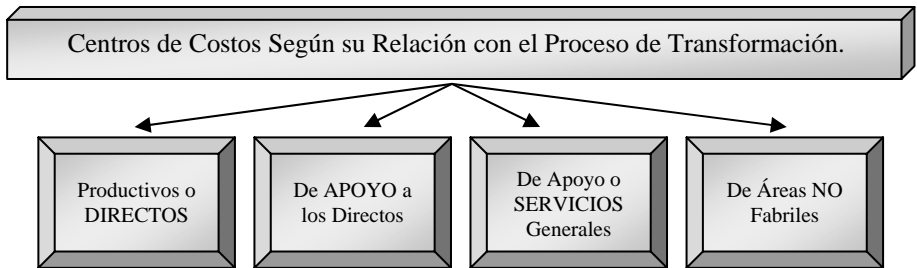 Centros de Costos Según su Relación con el Proceso de Transformación.
Productivos o
DIRECTOS
De APOYO a
los Directos
De Apoyo o
SERVICIOS
Generales
De Áreas NO
Fabriles